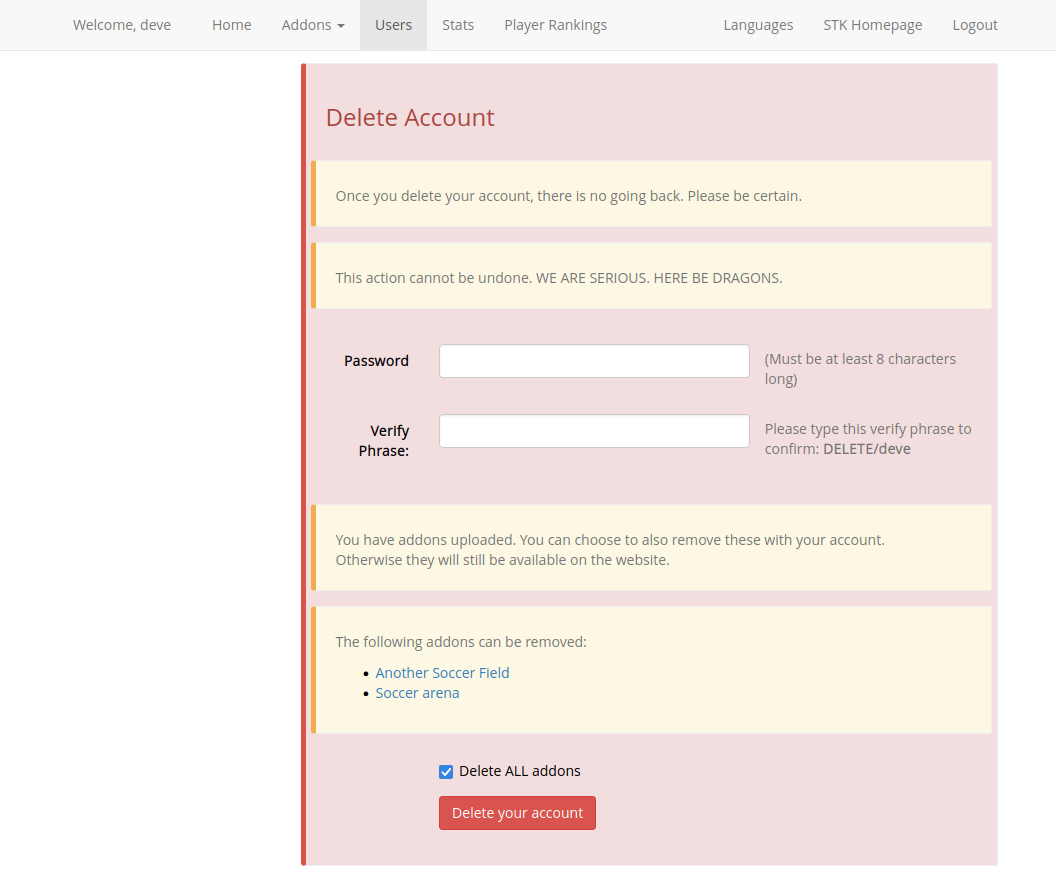 Welcome, deve Home Addons Users Stats Player Rankings Languages STK Homepage Logout
Delete Account
Once you delete your account, there is no going back. Please be certain.
This action cannot be undone. WE ARE SERIOUS. HERE BE DRAGONS.
Password
(Must be at least 8 characters
long)
Verify
Phrase:
Please type this verify phrase to
confirm: DELETE/deve
You have addons uploaded. You can choose to also remove these with your account.
Otherwise they will still be available on the website.
The following addons can be removed:
Another Soccer Field
Soccer arena
Delete ALL addons
Delete your account